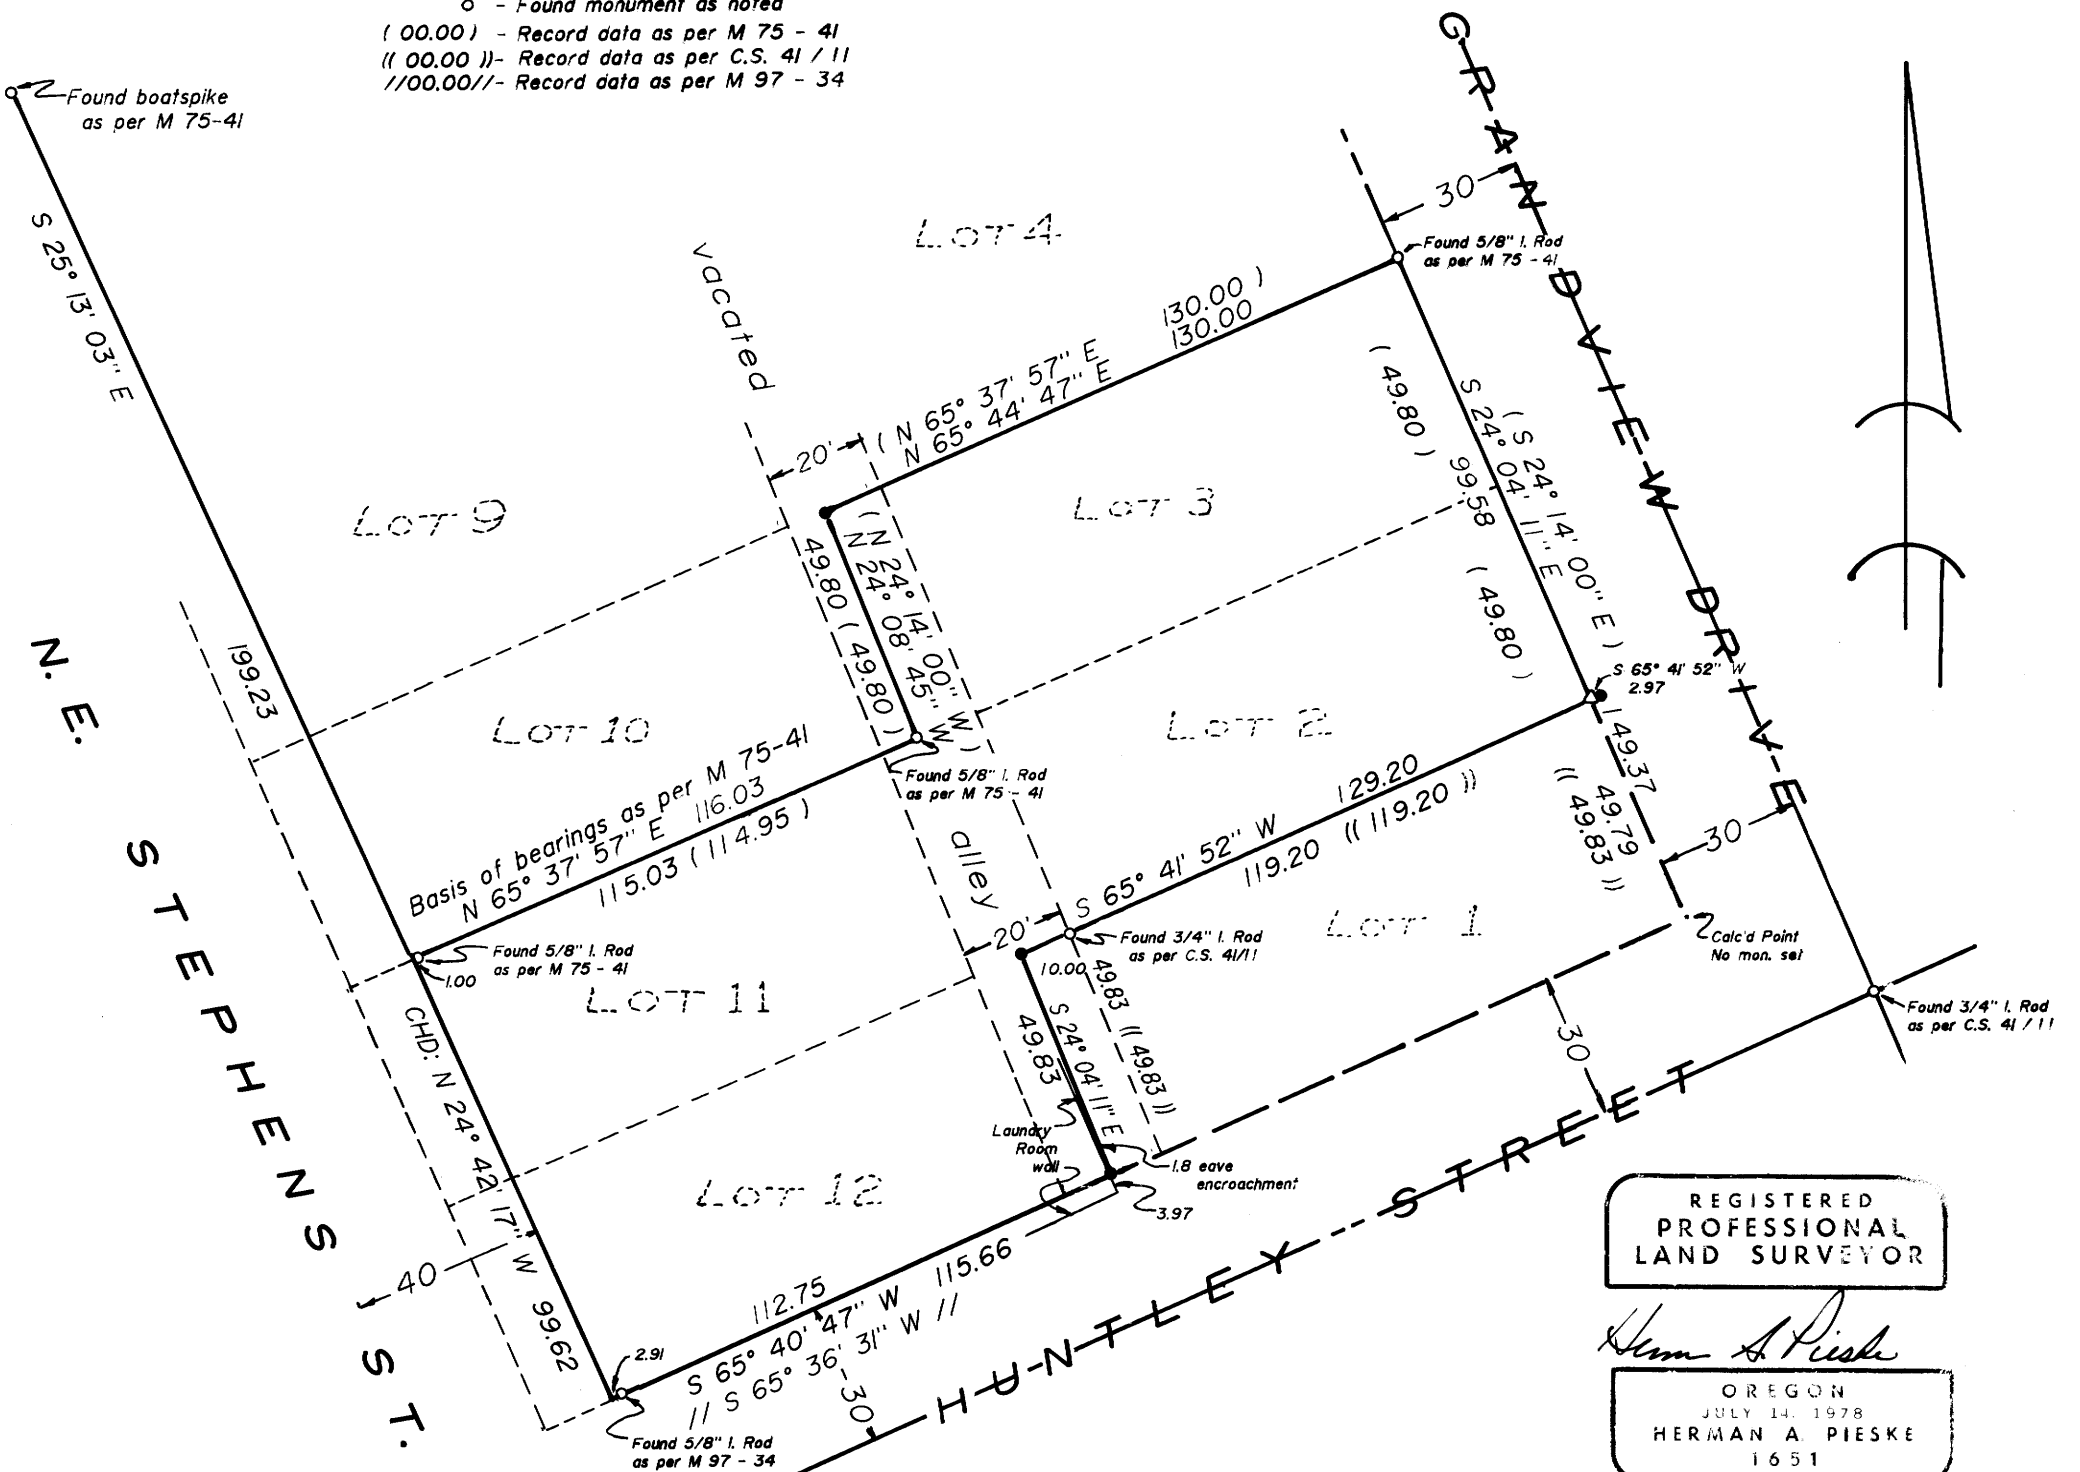 o - Found monument as noted
( 00.00 ) - Record data as per M 75 - 41
(( 00.00 ))- Record data as per C.S. 41 / 11
//00.00//- Record data as per M 97 - 34
Found boatspike
as per M 75-41
S 25° 13' 03" E
199.23
GRANDVIEW DRIVE
30
Found 5/8" I. Rod
as per M 75 - 41
LOT 4
vacated
130.00 )
130.00
( N 65° 37' 57" E
N 65° 44' 47" E
20'
LOT 9
LOT 3
( 49.80 )
99.58
( S 24° 14' 00" E )
S 24° 04' 11" E
( 49.80 )
( N 24° 14' 00" W )
N 24° 08' 45" W
49.80 ( 49.80 )
S 65° 41' 52" W
2.97
N.E. STEPHENS ST.
LOT 10
LOT 2
Found 5/8" I. Rod
as per M 75 - 41
Basis of bearings as per M 75-41
N 65° 37' 57" E 116.03
115.03 ( 114.95 )
129.20
S 65° 41' 52" W
119.20 (( 119.20 ))
49.37
49.79
(( 49.83 ))
30
alley
20'
LOT 1
Found 3/4" I. Rod
as per C.S. 41/11
Calc'd Point
No mon. set
Found 5/8" I. Rod
as per M 75 - 41
1.00
10.00
LOT 11
49.83 (( 49.83 ))
S 24° 04' 11" E
49.83
30
Found 3/4" I. Rod
as per C.S. 41 / 11
CHD: N 24° 42' 17" W 99.62
Laundry
Room
wall
1.8 eave
encroachment
3.97
LOT 12
40
HUNTLEY STREET
112.75
115.66
S 65° 40' 47" W
// S 65° 36' 31" W //
2.91
30
Found 5/8" I. Rod
as per M 97 - 34
REGISTERED
PROFESSIONAL
LAND SURVEYOR
Herman A. Pieske
OREGON
JULY 14, 1978
HERMAN A. PIESKE
1651